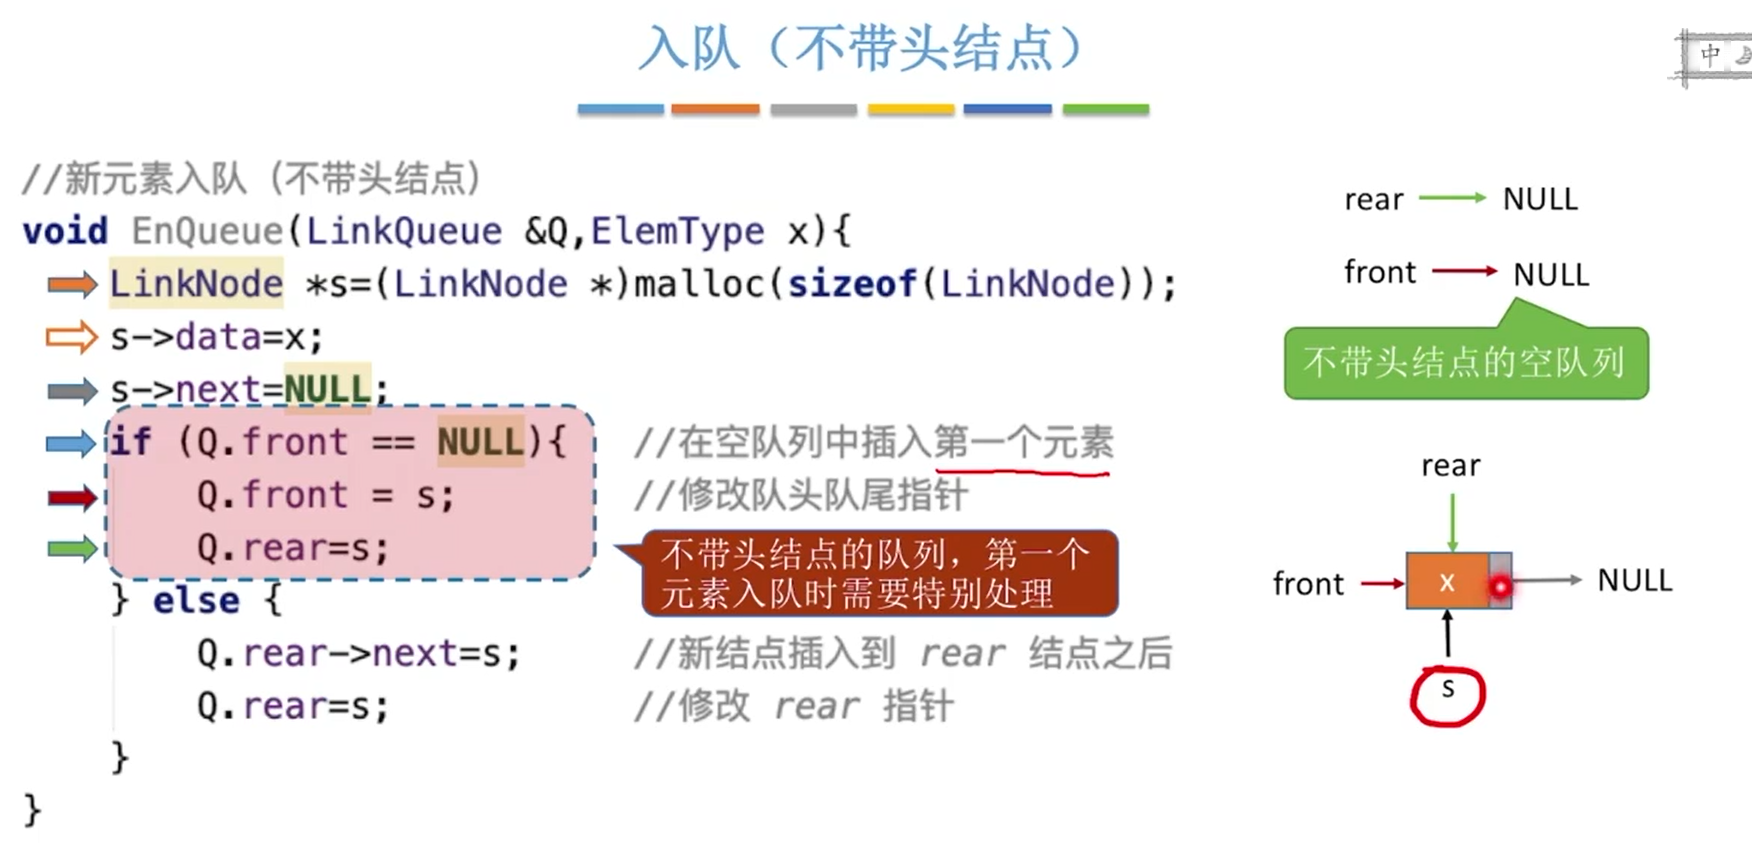 入队（不带头结点）
中
//新元素入队（不带头结点）
void EnQueue(LinkQueue &Q,ElemType x){
LinkNode *s=(LinkNode *)malloc(sizeof(LinkNode));
s->data=x;
s->next=NULL;
if (Q.front == NULL){ //在空队列中插入第一个元素
Q.front = s; //修改队头队尾指针
Q.rear=s;
} else {
Q.rear->next=s; //新结点插入到 rear 结点之后
Q.rear=s; //修改 rear 指针
}
}
不带头结点的队列，第一个
元素入队时需要特别处理
rear NULL
front NULL
不带头结点的空队列
rear
front x NULL
s